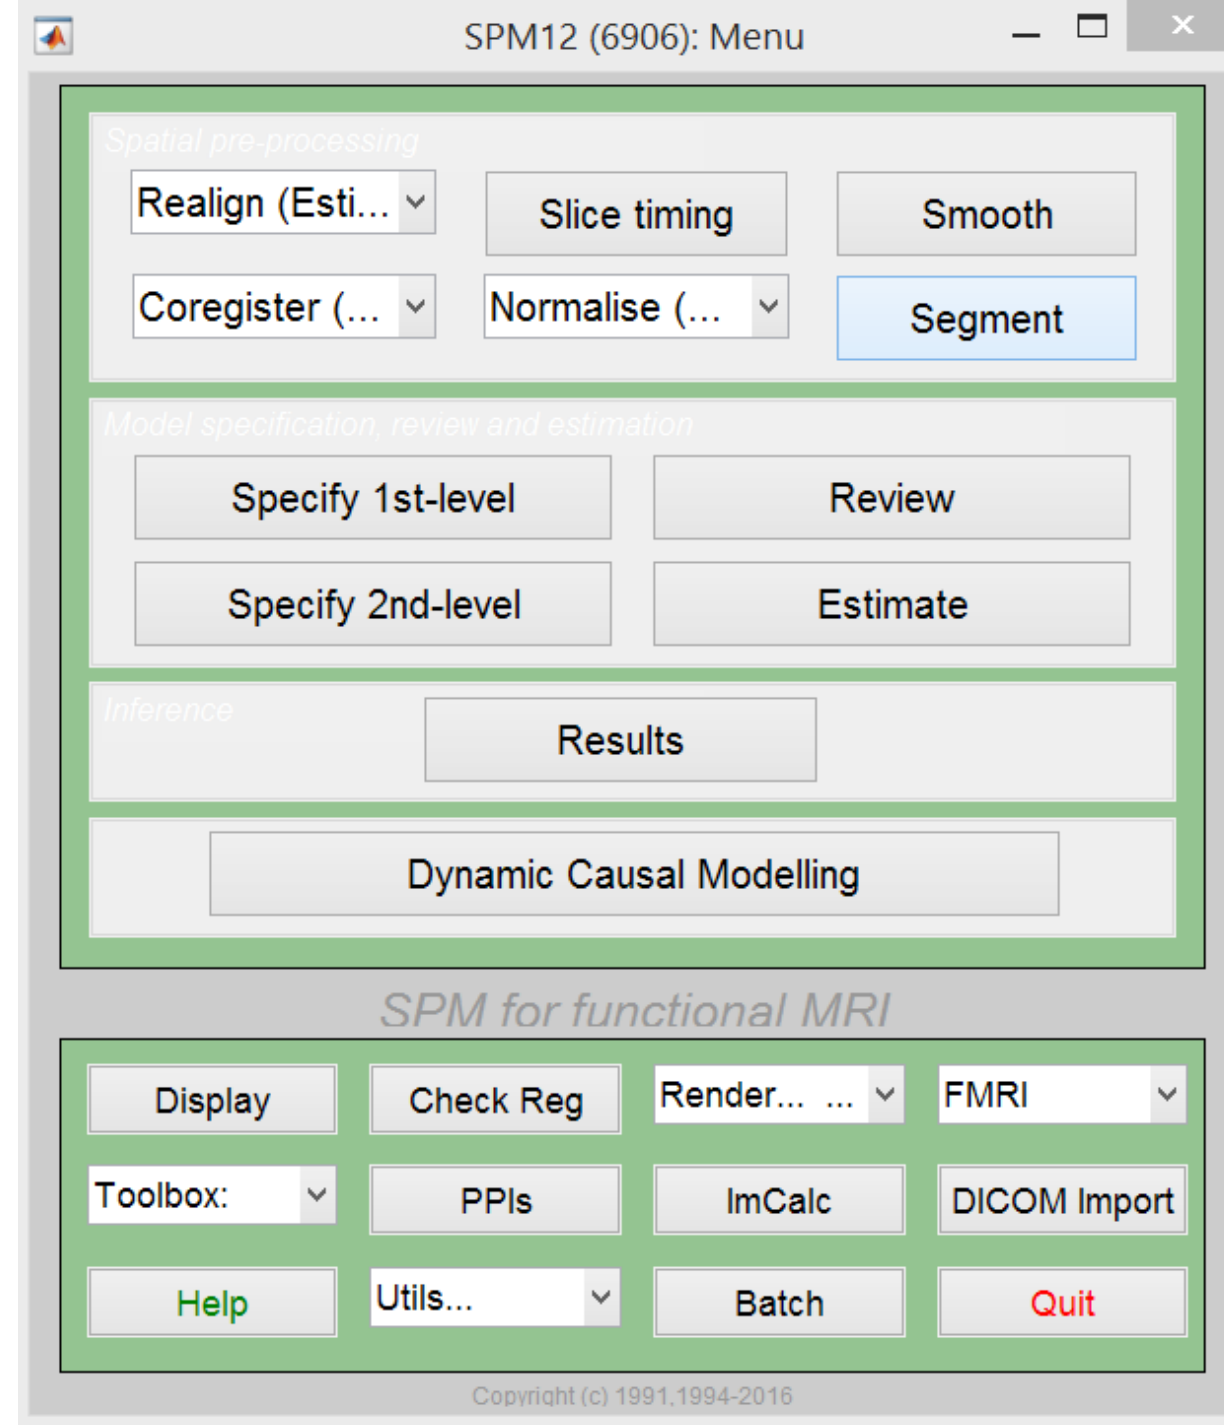 SPM12 (6906): Menu
Spatial pre-processing
Realign (Esti...
Slice timing
Smooth
Coregister (...
Normalise (...
Segment
Model specification, review and estimation
Specify 1st-level
Review
Specify 2nd-level
Estimate
Inference
Results
Dynamic Causal Modelling
SPM for functional MRI
Display
Check Reg
Render... ...
FMRI
Toolbox:
PPIs
ImCalc
DICOM Import
Help
Utils...
Batch
Quit
Copyright (c) 1991,1994-2016